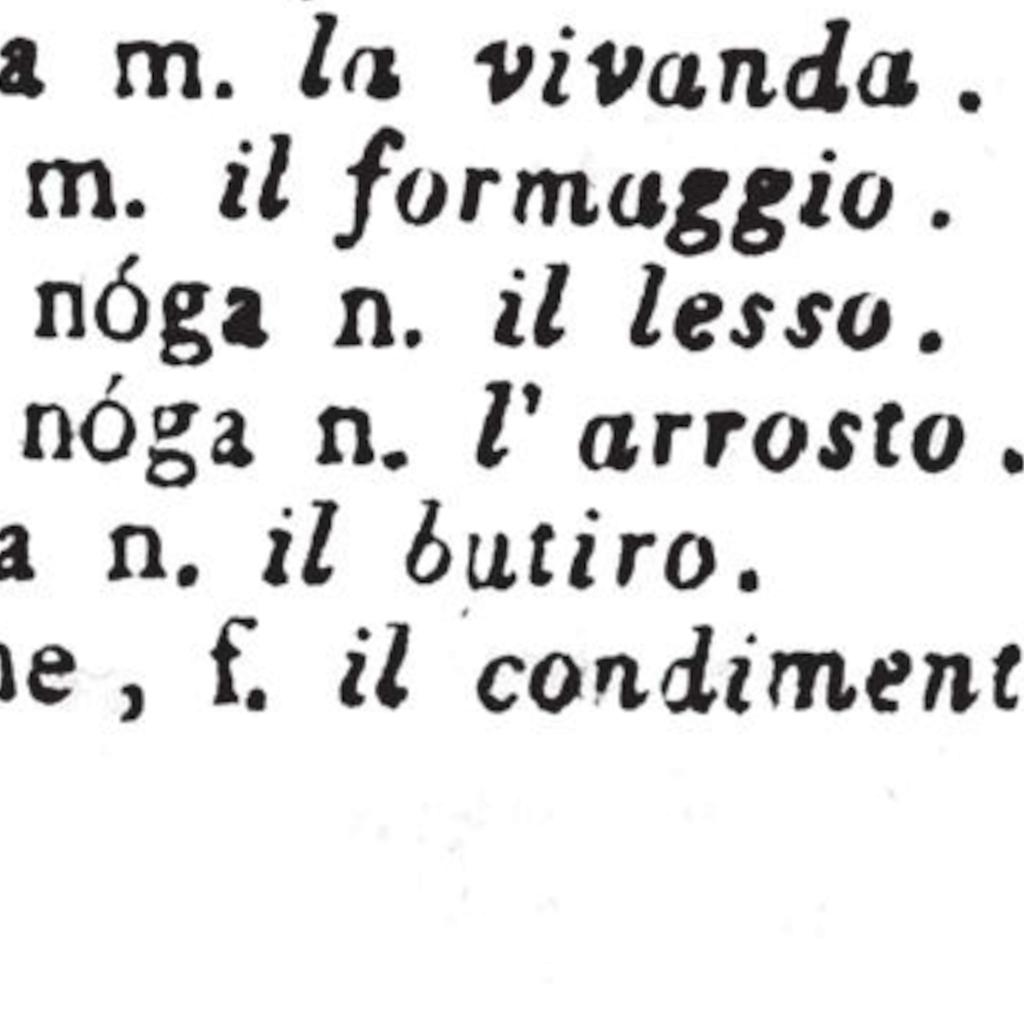 a m. la vivanda.
m. il formaggio.
nóga n. il lesso.
nóga n. l' arrosto.
a n. il butiro.
e, f. il condiment